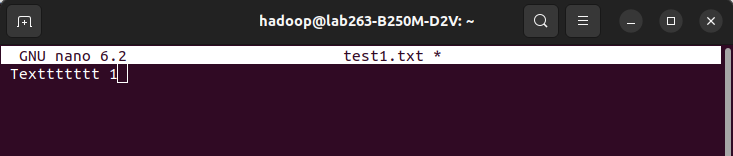 hadoop@lab263-B250M-D2V: ~
GNU nano 6.2 test1.txt *
Texttttttt 1